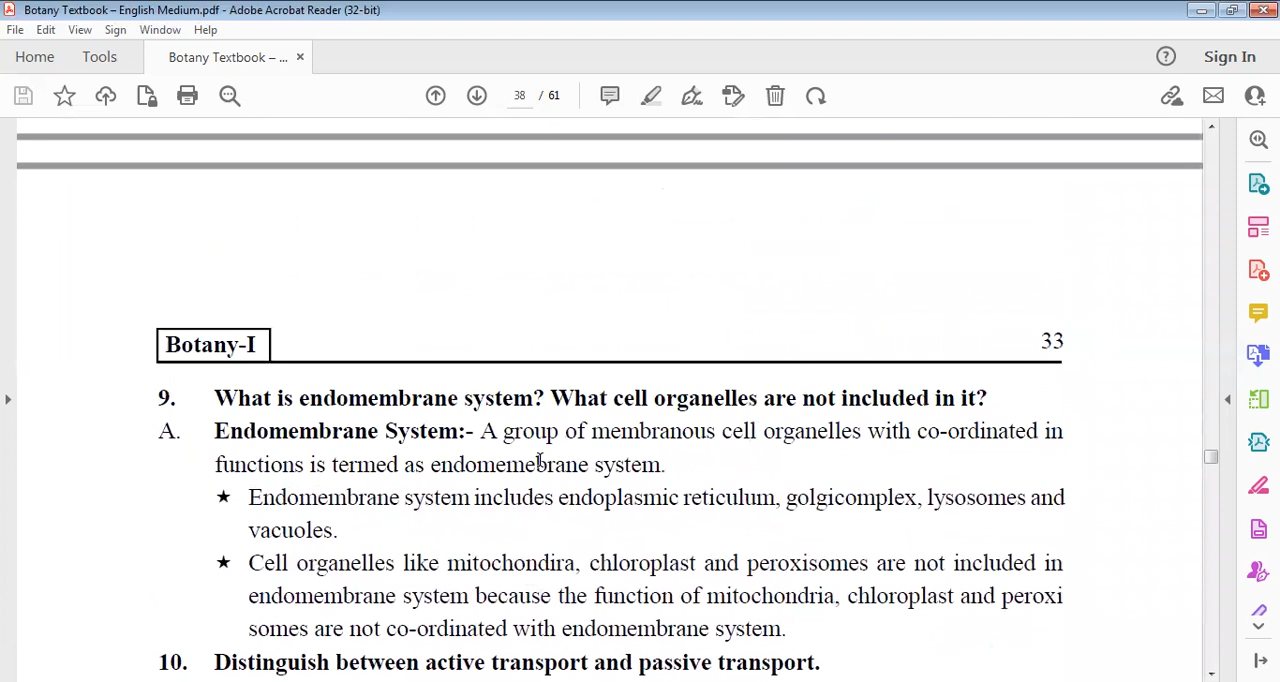 Botany Textbook – English Medium.pdf - Adobe Acrobat Reader (32-bit)
File Edit View Sign Window Help
Home Tools Botany Textbook – ... × Sign In
38 / 61
Botany-I 33
9. What is endomembrane system? What cell organelles are not included in it?
A. Endomembrane System:- A group of membranous cell organelles with co-ordinated in
functions is termed as endomemebrane system.
★ Endomembrane system includes endoplasmic reticulum, golgicomplex, lysosomes and
vacuoles.
★ Cell organelles like mitochondira, chloroplast and peroxisomes are not included in
endomembrane system because the function of mitochondria, chloroplast and peroxi
somes are not co-ordinated with endomembrane system.
10. Distinguish between active transport and passive transport.